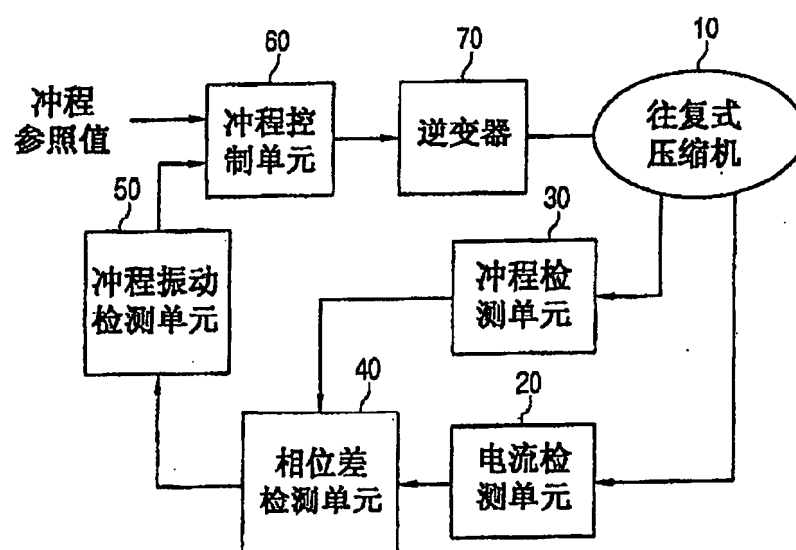 10
60
70
冲程
参照值
冲程控
制单元
逆变器
往复式
压缩机
50
30
冲程振动
检测单元
冲程检
测单元
40
20
相位差
检测单元
电流检
测单元